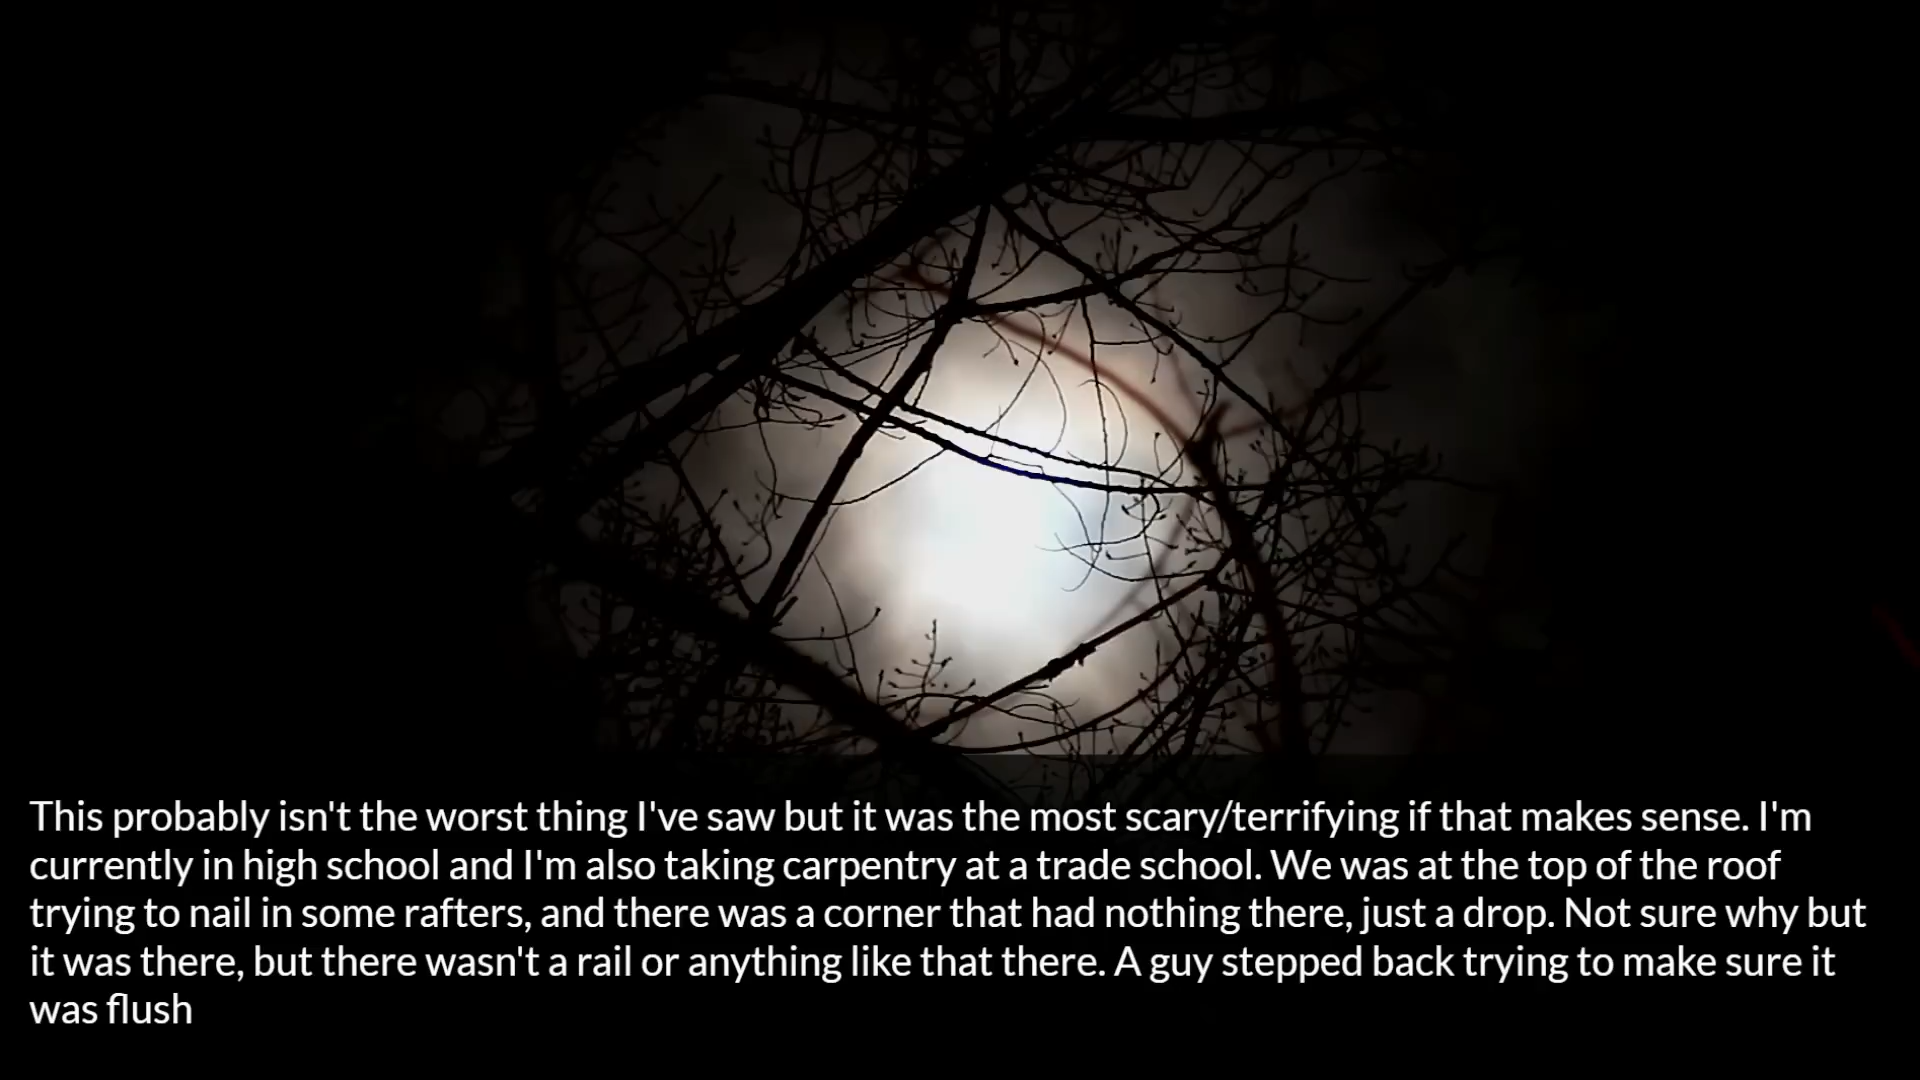 This probably isn't the worst thing I've saw but it was the most scary/terrifying if that makes sense. I'm
currently in high school and I'm also taking carpentry at a trade school. We was at the top of the roof
trying to nail in some rafters, and there was a corner that had nothing there, just a drop. Not sure why but
it was there, but there wasn't a rail or anything like that there. A guy stepped back trying to make sure it
was flush